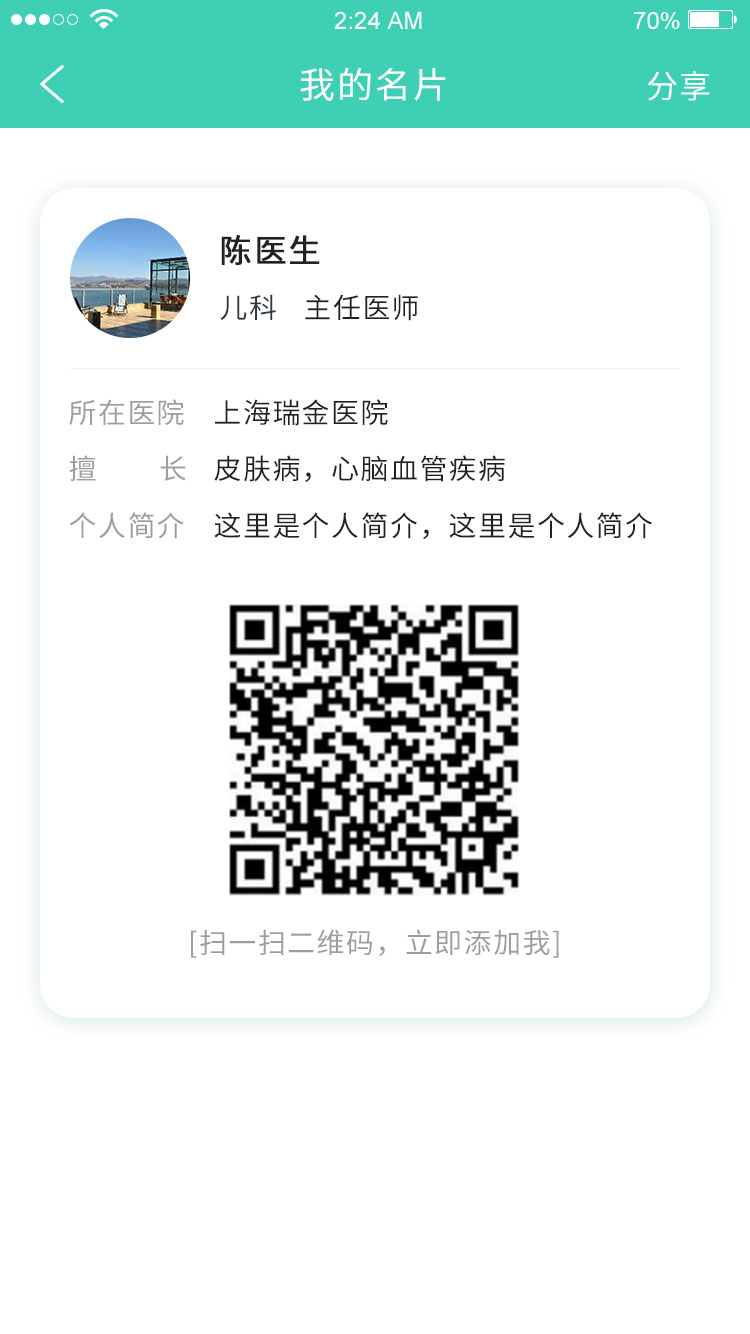 2:24 AM 70%
我的名片 分享
陈医生
儿科 主任医师
所在医院 上海瑞金医院
擅长 皮肤病，心脑血管疾病
个人简介 这里是个人简介，这里是个人简介
[扫一扫二维码，立即添加我]